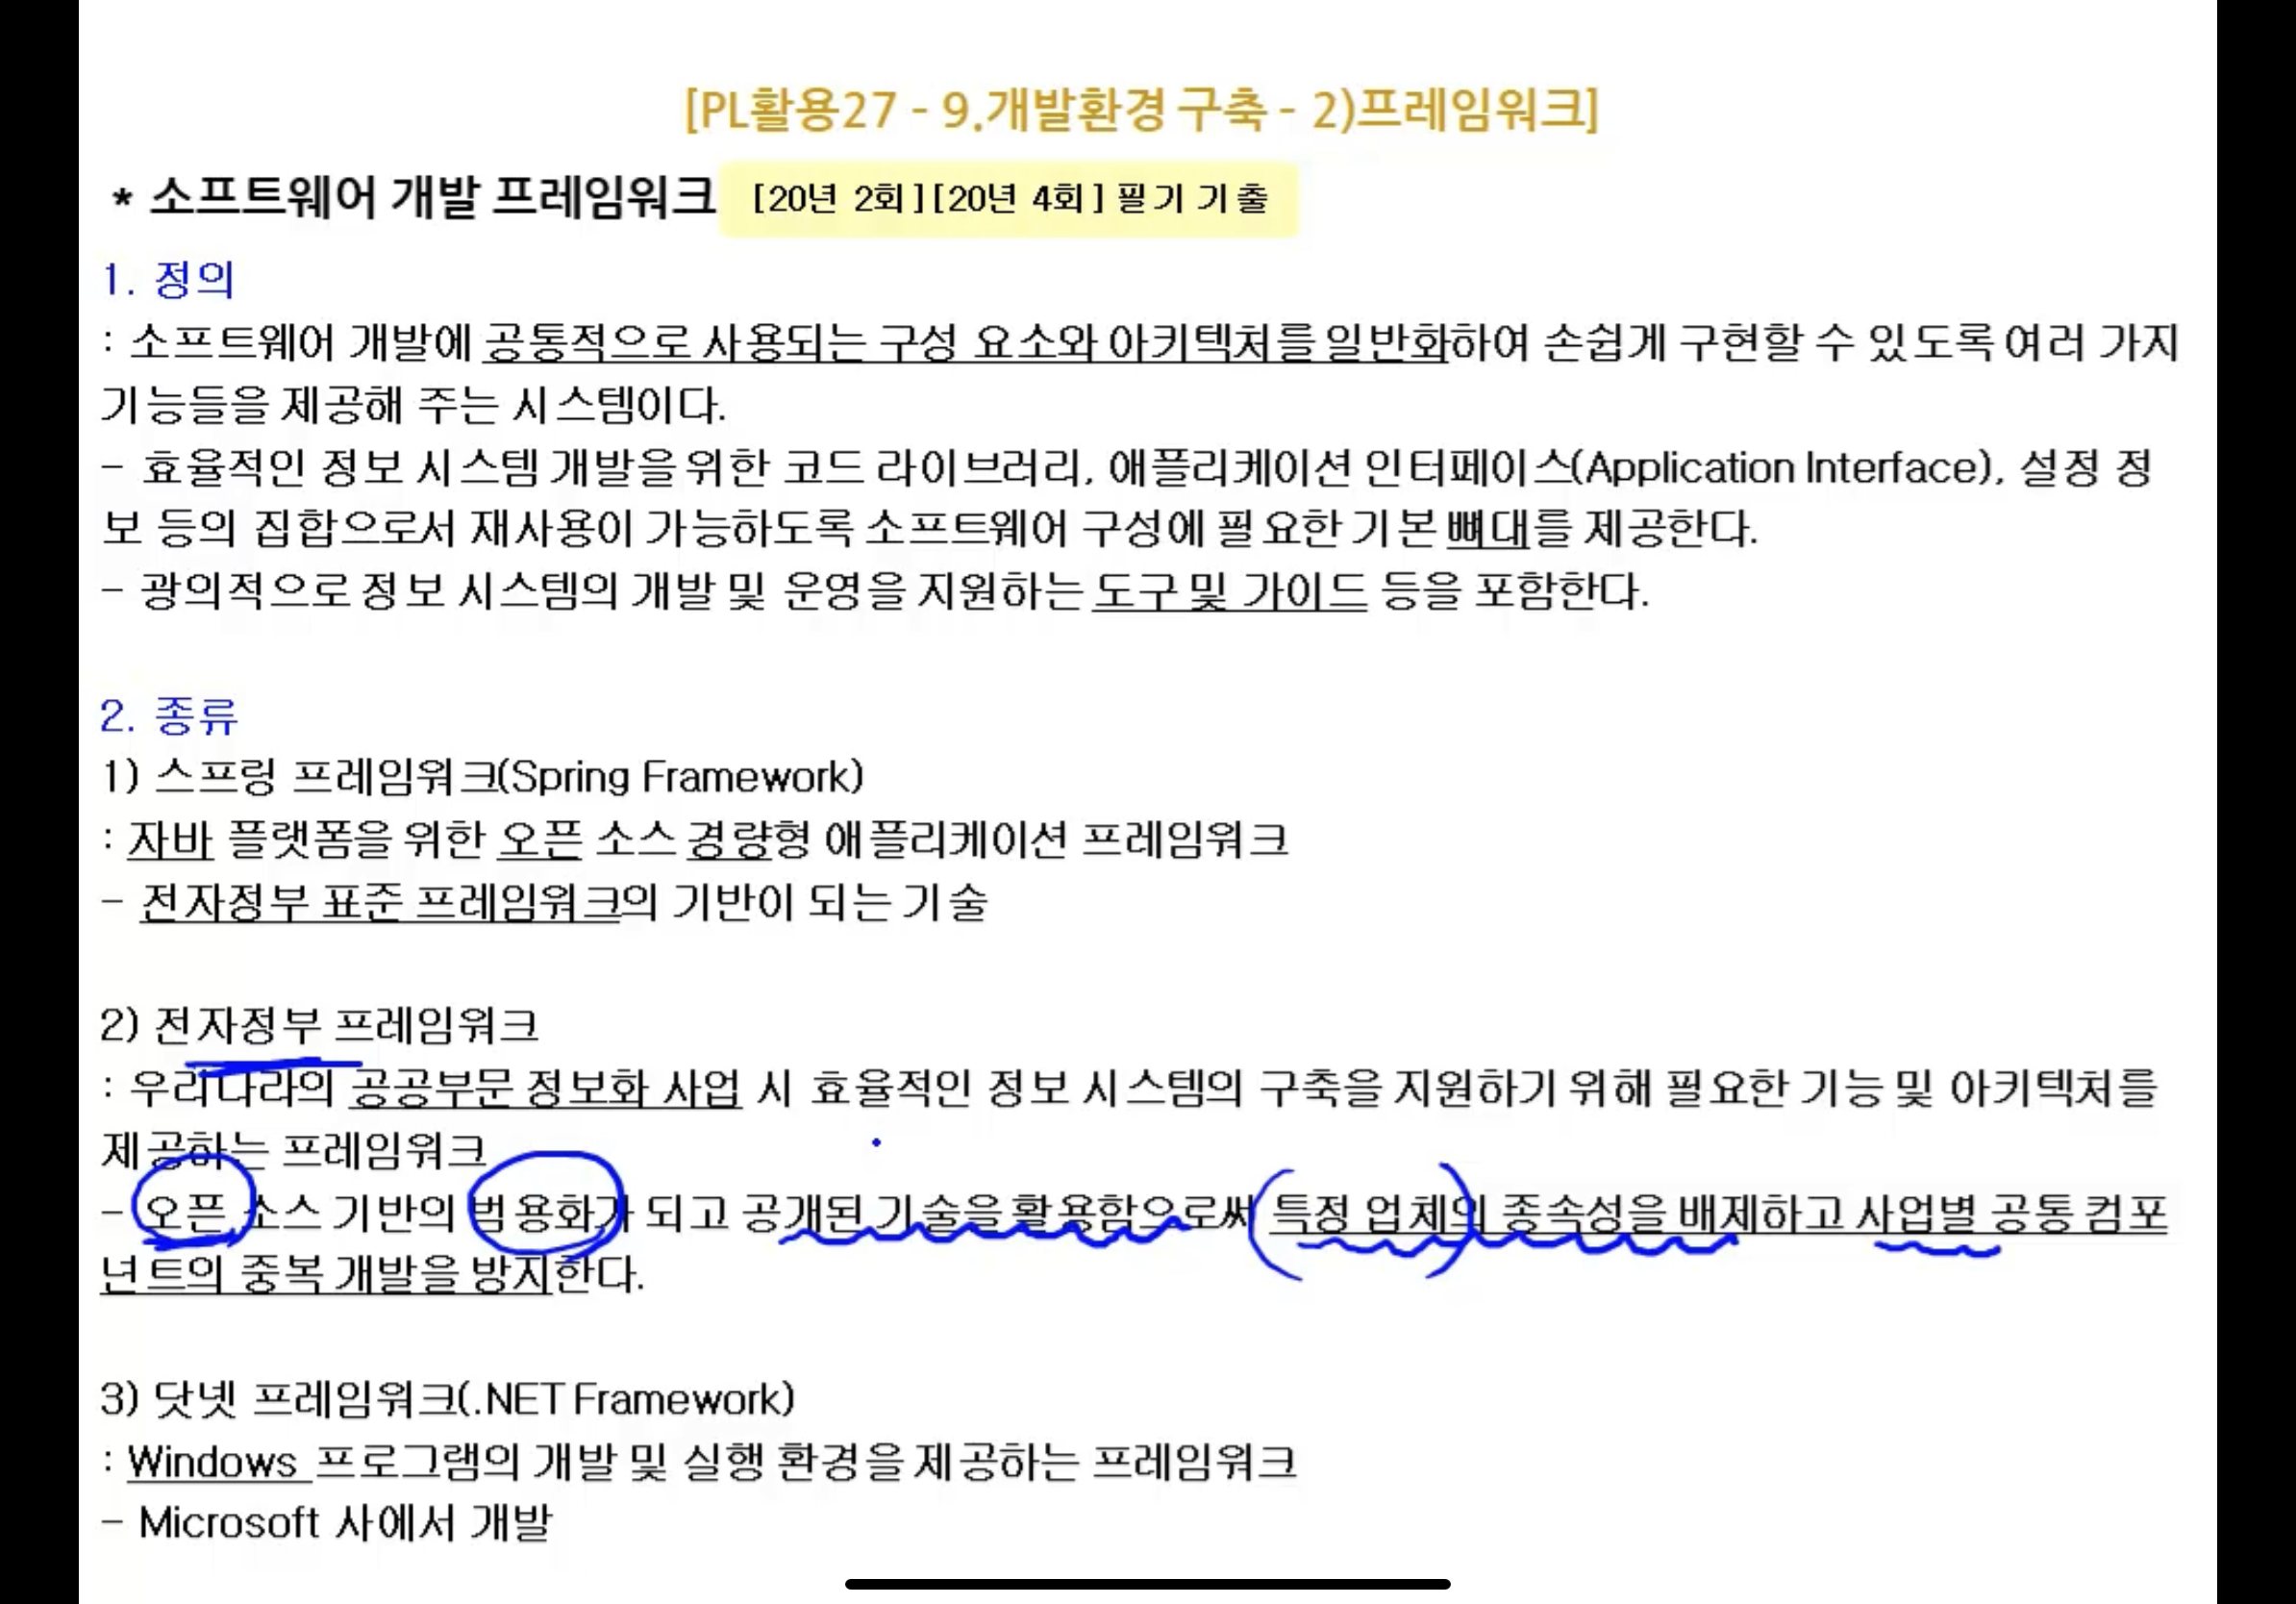 [PL활용27 - 9.개발환경 구축 - 2)프레임워크]
* 소프트웨어 개발 프레임워크 [20년 2회][20년 4회] 필기 기출
1. 정의
: 소프트웨어 개발에 공통적으로 사용되는 구성 요소와 아키텍처를 일반화하여 손쉽게 구현할 수 있도록 여러 가지
기능들을 제공해 주는 시스템이다.
- 효율적인 정보 시스템 개발을 위한 코드 라이브러리, 애플리케이션 인터페이스(Application Interface), 설정 정
보 등의 집합으로서 재사용이 가능하도록 소프트웨어 구성에 필요한 기본 뼈대를 제공한다.
- 광의적으로 정보 시스템의 개발 및 운영을 지원하는 도구 및 가이드 등을 포함한다.
2. 종류
1) 스프링 프레임워크(Spring Framework)
: 자바 플랫폼을 위한 오픈 소스 경량형 애플리케이션 프레임워크
- 전자정부 표준 프레임워크의 기반이 되는 기술
2) 전자정부 프레임워크
: 우리나라의 공공부문 정보화 사업 시 효율적인 정보 시스템의 구축을 지원하기 위해 필요한 기능 및 아키텍처를
제공하는 프레임워크
- 오픈 소스 기반의 범용화가 되고 공개된 기술을 활용함으로써 특정 업체의 종속성을 배제하고 사업별 공통 컴포
넌트의 중복 개발을 방지한다.
3) 닷넷 프레임워크(.NET Framework)
: Windows 프로그램의 개발 및 실행 환경을 제공하는 프레임워크
- Microsoft 사에서 개발